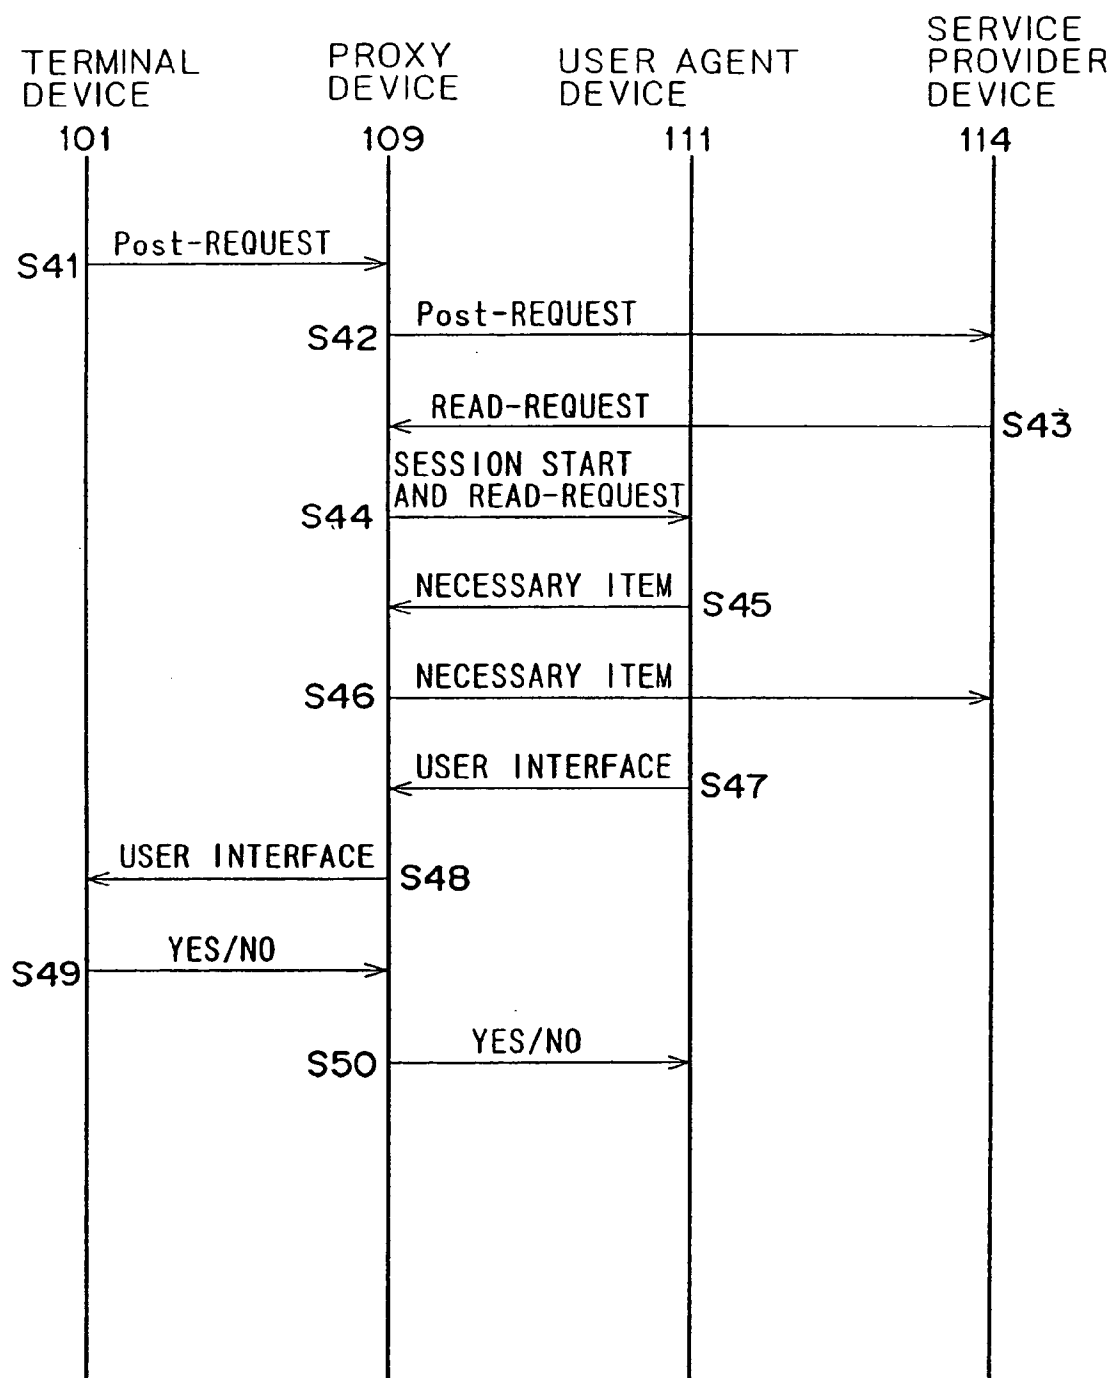 TERMINAL
DEVICE
101
PROXY
DEVICE
109
USER AGENT
DEVICE
111
SERVICE
PROVIDER
DEVICE
114
S41
Post-REQUEST
S42
Post-REQUEST
READ-REQUEST
S43
SESSION START
AND READ-REQUEST
S44
NECESSARY ITEM
S45
S46
NECESSARY ITEM
USER INTERFACE
S47
USER INTERFACE
S48
S49
YES/NO
S50
YES/NO